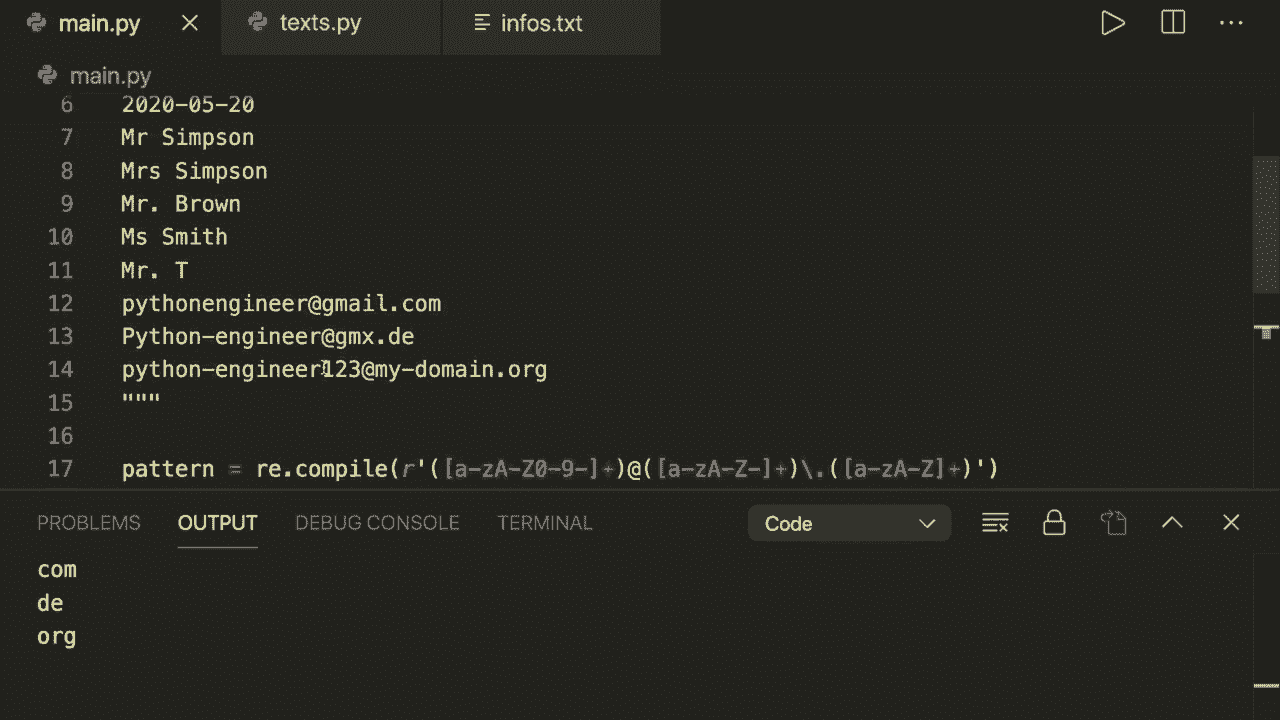 main.py
texts.py
infos.txt
main.py
6 2020-05-20
7 Mr Simpson
8 Mrs Simpson
9 Mr. Brown
10 Ms Smith
11 Mr. T
12 pythonengineer@gmail.com
13 Python-engineer@gmx.de
14 python-engineer123@my-domain.org
15 """
16
17 pattern = re.compile(r'([a-zA-Z0-9-]+)@([a-zA-Z-]+)\.([a-zA-Z]+)')
PROBLEMS OUTPUT DEBUG CONSOLE TERMINAL Code
com
de
org